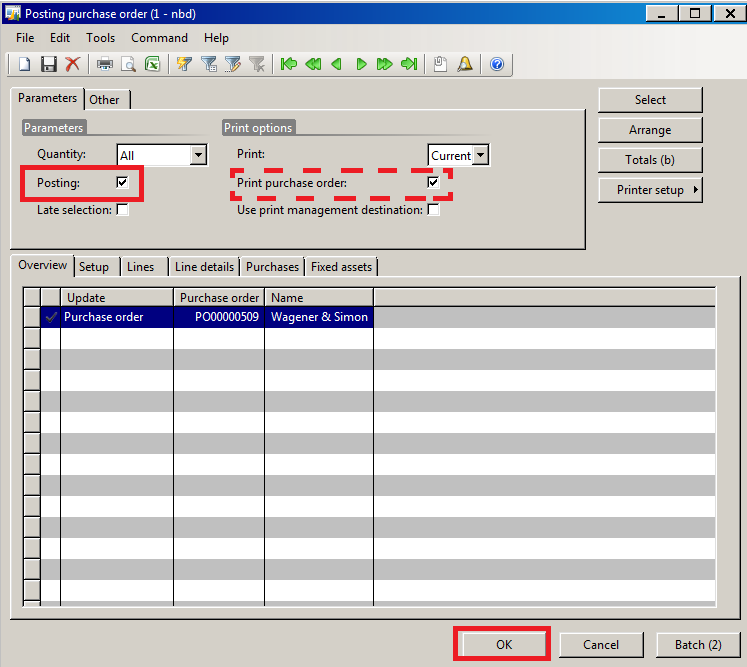 Posting purchase order (1 - nbd)
File Edit Tools Command Help
Parameters Other
Select
Parameters Print options
Arrange
Quantity: All Print: Current
Totals (b)
Posting: Print purchase order:
Printer setup
Late selection: Use print management destination:
Overview Setup Lines Line details Purchases Fixed assets
Update Purchase order Name
Purchase order PO00000509 Wagener & Simon
OK Cancel Batch (2)